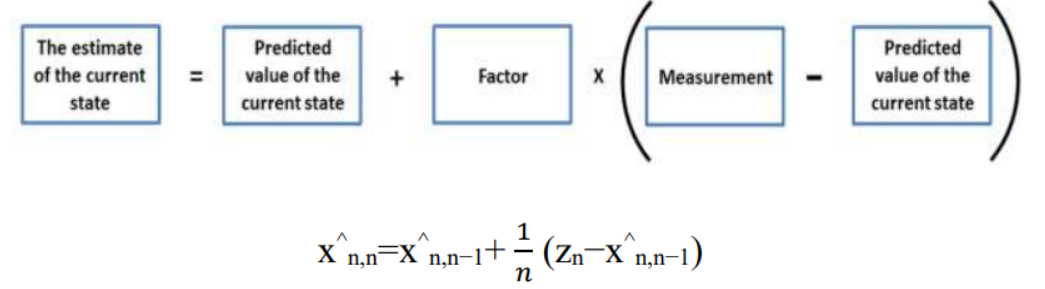 The estimate of the current state = Predicted value of the current state + Factor X ( Measurement - Predicted value of the current state )
x^n,n=x^n,n−1+ 1/n (zn−x^n,n−1)